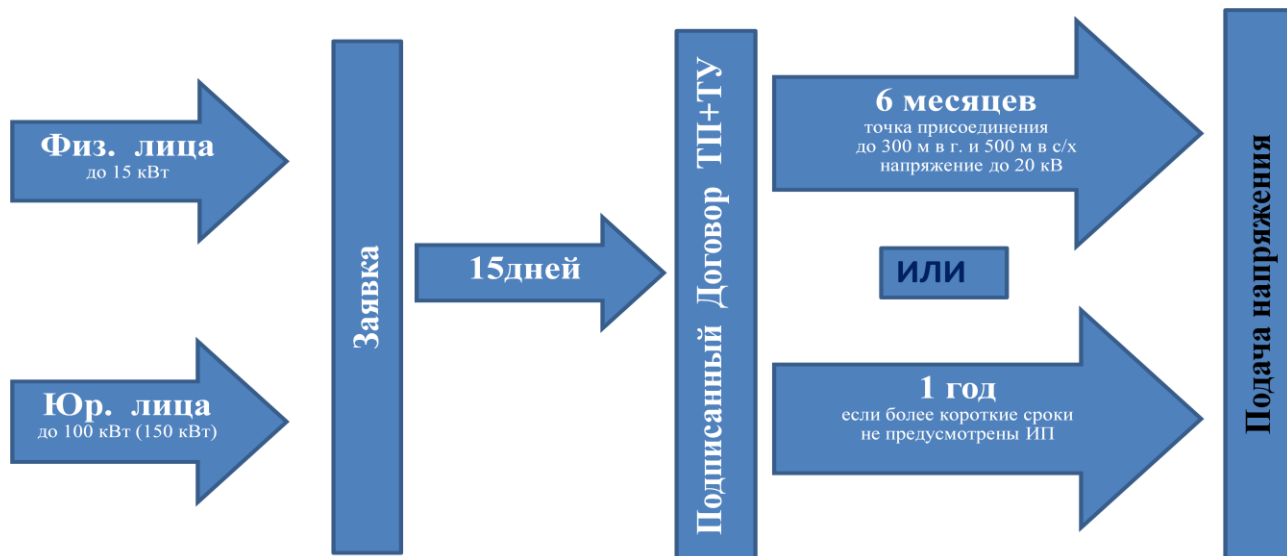 Физ. лица
до 15 кВт
Юр. лица
до 100 кВт (150 кВт)
Заявка
15дней
Подписанный Договор ТП+ТУ
6 месяцев
точка присоединения
до 300 м в г. и 500 м в с/х
напряжение до 20 кВ
ИЛИ
1 год
если более короткие сроки
не предусмотрены ИП
Подача напряжения